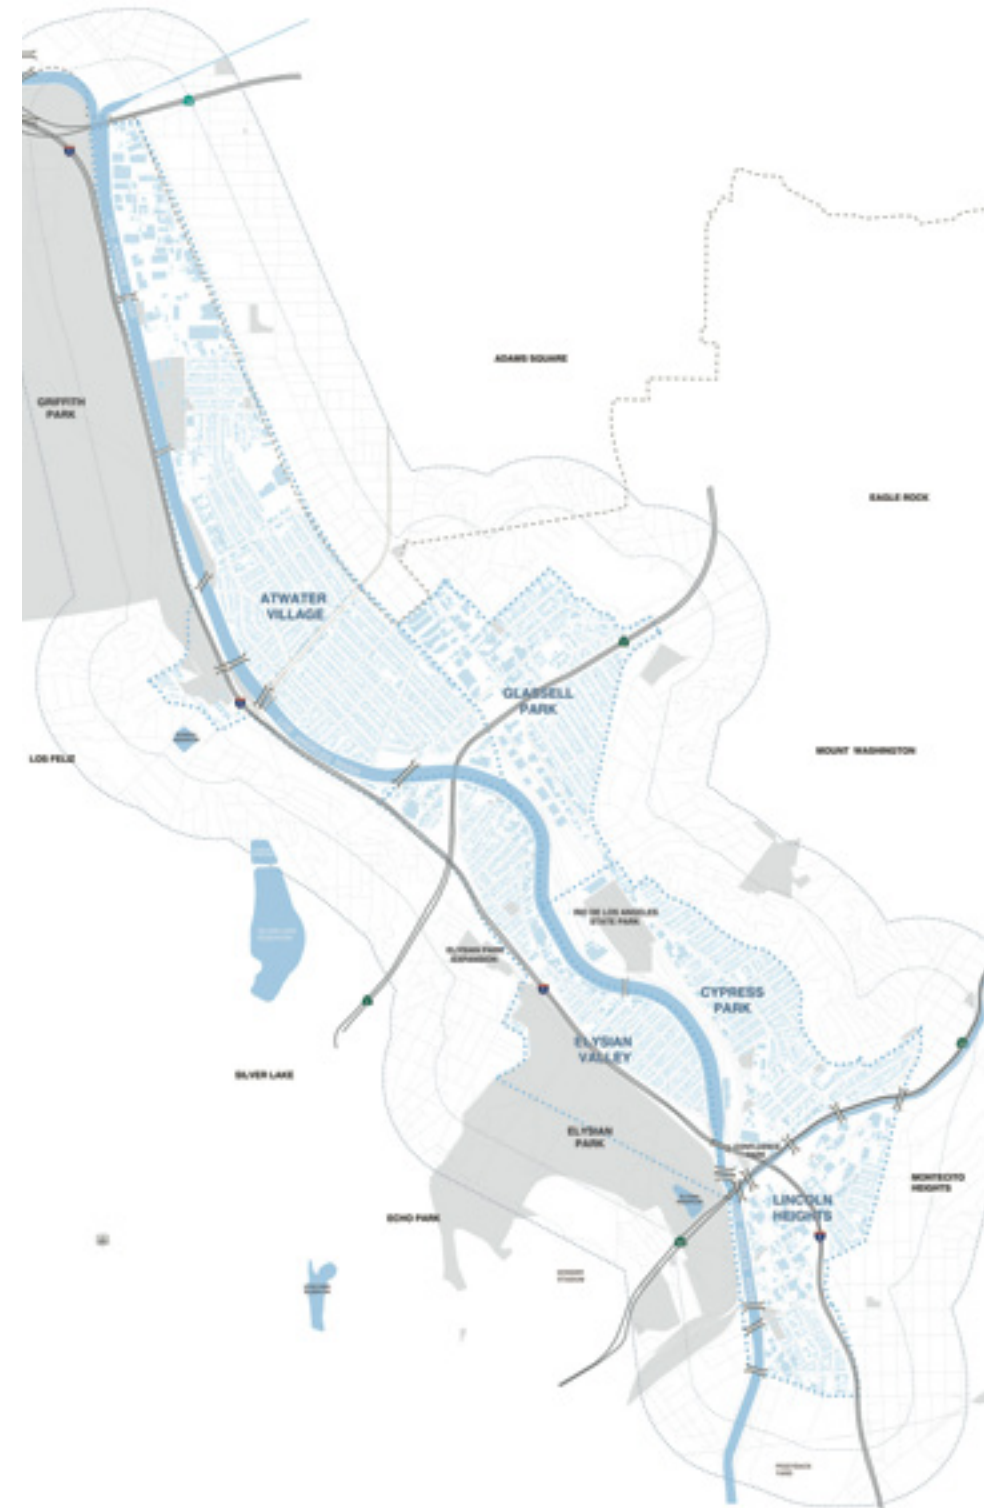 ADAMS SQUARE
GRIFFITH
PARK
EAGLE ROCK
ATWATER
VILLAGE
GLASSELL
PARK
LOS FELIZ
MOUNT WASHINGTON
RIO DE LOS ANGELES
STATE PARK
ELYSIAN PARK
EXPANSION
CYPRESS
PARK
ELYSIAN
VALLEY
SILVER LAKE
ELYSIAN
PARK
MONTECITO
HEIGHTS
LINCOLN
HEIGHTS
ECHO PARK